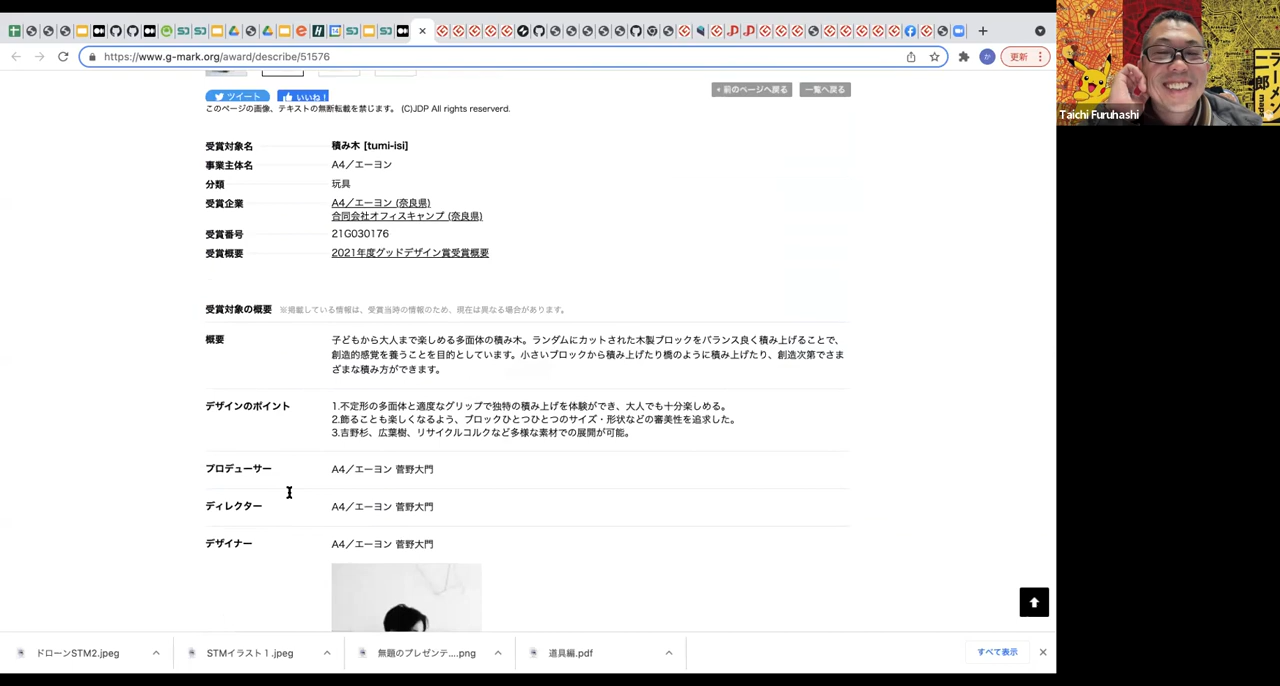 https://www.g-mark.org/award/describe/51576
更新
ツイート
いいね!
◂ 前のページへ戻る
一覧へ戻る
このページの画像、テキストの無断転載を禁じます。 (C)JDP All rights reserverd.
受賞対象名 積み木 [tumi-isi]
事業主体名 A4／エーヨン
分類 玩具
受賞企業 A4／エーヨン (奈良県)
合同会社オフィスキャンプ (奈良県)
受賞番号 21G030176
受賞概要 2021年度グッドデザイン賞受賞概要
受賞対象の概要 ※掲載している情報は、受賞当時の情報のため、現在は異なる場合があります。
概要 子どもから大人まで楽しめる多面体の積み木。ランダムにカットされた木製ブロックをバランス良く積み上げることで、
創造的感覚を養うことを目的としています。小さいブロックから積み上げたり橋のように積み上げたり、創造次第でさま
ざまな積み方ができます。
デザインのポイント 1.不定形の多面体と適度なグリップで独特の積み上げを体験ができ、大人でも十分楽しめる。
2.飾ることも楽しくなるよう、ブロックひとつひとつのサイズ・形状などの審美性を追求した。
3.吉野杉、広葉樹、リサイクルコルクなど多様な素材での展開が可能。
プロデューサー A4／エーヨン 菅野大門
ディレクター A4／エーヨン 菅野大門
デザイナー A4／エーヨン 菅野大門
ドローンSTM2.jpeg
STMイラスト１.jpeg
無題のプレゼンテ....png
道具編.pdf
すべて表示
Taichi Furuhashi
ラーメン
二郎